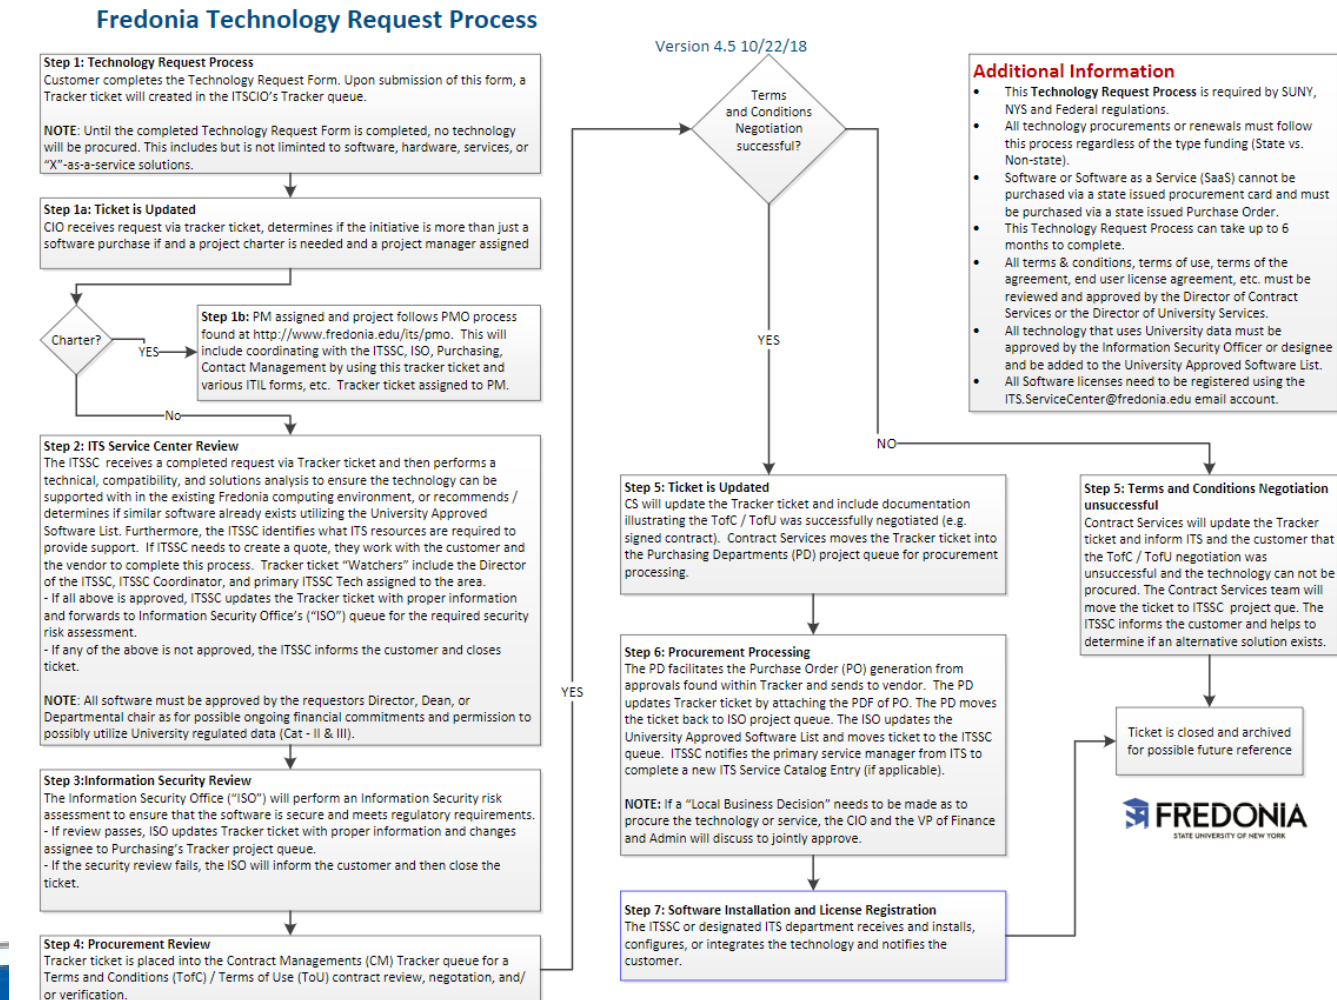 Fredonia Technology Request Process
Version 4.5 10/22/18
Step 1: Technology Request Process
Customer completes the Technology Request Form. Upon submission of this form, a
Tracker ticket will created in the ITSCIO's Tracker queue.
NOTE: Until the completed Technology Request Form is completed, no technology
will be procured. This includes but is not liminted to software, hardware, services, or
"X"-as-a-service solutions.
Step 1a: Ticket is Updated
CIO receives request via tracker ticket, determines if the initiative is more than just a
software purchase if and a project charter is needed and a project manager assigned
Charter?
YES
Step 1b: PM assigned and project follows PMO process
found at http://www.fredonia.edu/its/pmo. This will
include coordinating with the ITSSC, ISO, Purchasing,
Contact Management by using this tracker ticket and
various ITIL forms, etc. Tracker ticket assigned to PM.
No
Step 2: ITS Service Center Review
The ITSSC receives a completed request via Tracker ticket and then performs a
technical, compatibility, and solutions analysis to ensure the technology can be
supported with in the existing Fredonia computing environment, or recommends /
determines if similar software already exists utilizing the University Approved
Software List. Furthermore, the ITSSC identifies what ITS resources are required to
provide support. If ITSSC needs to create a quote, they work with the customer and
the vendor to complete this process. Tracker ticket "Watchers" include the Director
of the ITSSC, ITSSC Coordinator, and primary ITSSC Tech assigned to the area.
- If all above is approved, ITSSC updates the Tracker ticket with proper information
and forwards to Information Security Office's ("ISO") queue for the required security
risk assessment.
- If any of the above is not approved, the ITSSC informs the customer and closes
ticket.
NOTE: All software must be approved by the requestors Director, Dean, or
Departmental chair as for possible ongoing financial commitments and permission to
possibly utilize University regulated data (Cat - II & III).
Step 3:Information Security Review
The Information Security Office ("ISO") will perform an Information Security risk
assessment to ensure that the software is secure and meets regulatory requirements.
- If review passes, ISO updates Tracker ticket with proper information and changes
assignee to Purchasing's Tracker project queue.
- If the security review fails, the ISO will inform the customer and then close the
ticket.
Step 4: Procurement Review
Tracker ticket is placed into the Contract Managements (CM) Tracker queue for a
Terms and Conditions (TofC) / Terms of Use (ToU) contract review, negotation, and/
or verification.
YES
Terms
and Conditions
Negotiation
successful?
YES
NO
Step 5: Ticket is Updated
CS will update the Tracker ticket and include documentation
illustrating the TofC / TofU was successfully negotiated (e.g.
signed contract). Contract Services moves the Tracker ticket into
the Purchasing Departments (PD) project queue for procurement
processing.
Step 6: Procurement Processing
The PD facilitates the Purchase Order (PO) generation from
approvals found within Tracker and sends to vendor. The PD
updates Tracker ticket by attaching the PDF of PO. The PD moves
the ticket back to ISO project queue. The ISO updates the
University Approved Software List and moves ticket to the ITSSC
queue. ITSSC notifies the primary service manager from ITS to
complete a new ITS Service Catalog Entry (if applicable).
NOTE: If a "Local Business Decision" needs to be made as to
procure the technology or service, the CIO and the VP of Finance
and Admin will discuss to jointly approve.
Step 7: Software Installation and License Registration
The ITSSC or designated ITS department receives and installs,
configures, or integrates the technology and notifies the
customer.
Additional Information
• This Technology Request Process is required by SUNY,
NYS and Federal regulations.
• All technology procurements or renewals must follow
this process regardless of the type funding (State vs.
Non-state).
• Software or Software as a Service (SaaS) cannot be
purchased via a state issued procurement card and must
be purchased via a state issued Purchase Order.
• This Technology Request Process can take up to 6
months to complete.
• All terms & conditions, terms of use, terms of the
agreement, end user license agreement, etc. must be
reviewed and approved by the Director of Contract
Services or the Director of University Services.
• All technology that uses University data must be
approved by the Information Security Officer or designee
and be added to the University Approved Software List.
• All Software licenses need to be registered using the
ITS.ServiceCenter@fredonia.edu email account.
Step 5: Terms and Conditions Negotiation
unsuccessful
Contract Services will update the Tracker
ticket and inform ITS and the customer that
the TofC / TofU negotiation was
unsuccessful and the technology can not be
procured. The Contract Services team will
move the ticket to ITSSC project que. The
ITSSC informs the customer and helps to
determine if an alternative solution exists.
Ticket is closed and archived
for possible future reference
FREDONIA
STATE UNIVERSITY OF NEW YORK